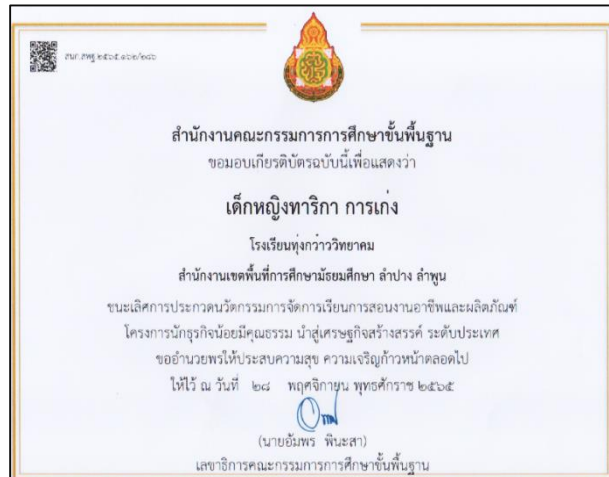 สำนักงานคณะกรรมการการศึกษาขั้นพื้นฐาน
ขอมอบเกียรติบัตรฉบับนี้เพื่อแสดงว่า
เด็กหญิงทาริกา การเก่ง
โรงเรียนทุ่งกว๋าววิทยาคม
สำนักงานเขตพื้นที่การศึกษามัธยมศึกษา ลำปาง ลำพูน
ชนะเลิศการประกวดนวัตกรรมการจัดการเรียนการสอนงานอาชีพและผลิตภัณฑ์
โครงการนักธุรกิจน้อยมีคุณธรรม นำสู่เศรษฐกิจสร้างสรรค์ ระดับประเทศ
ขออำนวยพรให้ประสบความสุข ความเจริญก้าวหน้าตลอดไป
ให้ไว้ ณ วันที่ ๒๘ พฤศจิกายน พุทธศักราช ๒๕๖๕
(นายอัมพร พินะสา)
เลขาธิการคณะกรรมการการศึกษาขั้นพื้นฐาน